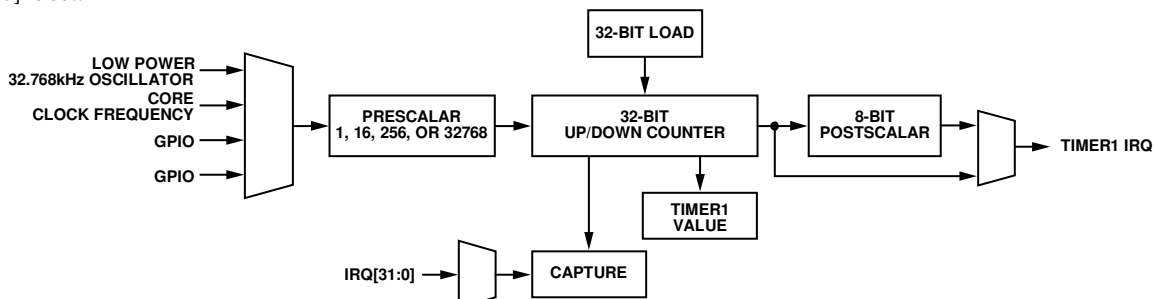 32-BIT LOAD
LOW POWER
32.768kHz OSCILLATOR
CORE
CLOCK FREQUENCY
GPIO
GPIO
PRESCALAR
1, 16, 256, OR 32768
32-BIT
UP/DOWN COUNTER
8-BIT
POSTSCALAR
TIMER1 IRQ
TIMER1
VALUE
IRQ[31:0]
CAPTURE